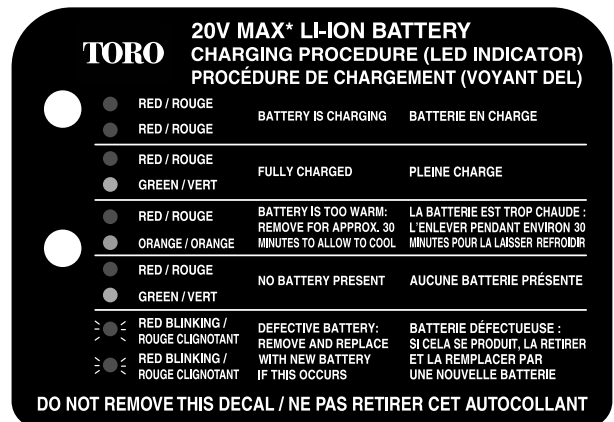 TORO
20V MAX* LI-ION BATTERY
CHARGING PROCEDURE (LED INDICATOR)
PROCÉDURE DE CHARGEMENT (VOYANT DEL)
RED / ROUGE
RED / ROUGE
BATTERY IS CHARGING
BATTERIE EN CHARGE
RED / ROUGE
GREEN / VERT
FULLY CHARGED
PLEINE CHARGE
RED / ROUGE
ORANGE / ORANGE
BATTERY IS TOO WARM:
REMOVE FOR APPROX. 30
MINUTES TO ALLOW TO COOL
LA BATTERIE EST TROP CHAUDE :
L'ENLEVER PENDANT ENVIRON 30
MINUTES POUR LA LAISSER REFROIDIR
RED / ROUGE
GREEN / VERT
NO BATTERY PRESENT
AUCUNE BATTERIE PRÉSENTE
RED BLINKING /
ROUGE CLIGNOTANT
RED BLINKING /
ROUGE CLIGNOTANT
DEFECTIVE BATTERY:
REMOVE AND REPLACE
WITH NEW BATTERY
IF THIS OCCURS
BATTERIE DÉFECTUEUSE :
SI CELA SE PRODUIT, LA RETIRER
ET LA REMPLACER PAR
UNE NOUVELLE BATTERIE
DO NOT REMOVE THIS DECAL / NE PAS RETIRER CET AUTOCOLLANT